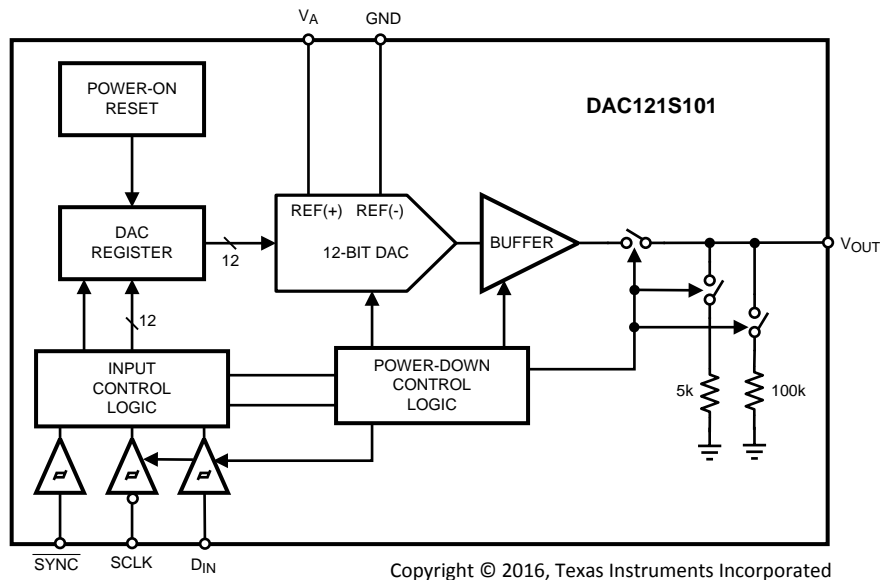 VA
GND
POWER-ON
RESET
DAC121S101
REF(+)
REF(-)
DAC
REGISTER
12
12-BIT DAC
BUFFER
VOUT
12
INPUT
CONTROL
LOGIC
POWER-DOWN
CONTROL
LOGIC
5k
100k
SYNC
SCLK
DIN
Copyright © 2016, Texas Instruments Incorporated